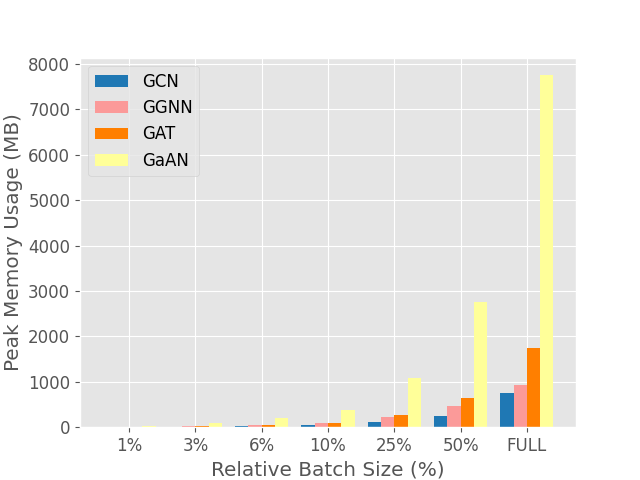 8000
7000
6000
5000
4000
3000
2000
1000
0
Peak Memory Usage (MB)
GCN
GGNN
GAT
GaAN
1% 3% 6% 10% 25% 50% FULL
Relative Batch Size (%)